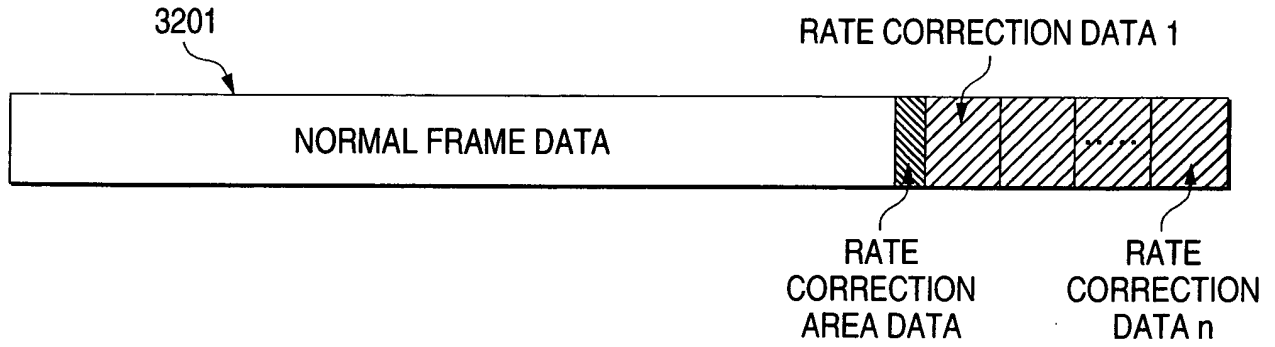 3201
RATE CORRECTION DATA 1
NORMAL FRAME DATA
.....
RATE
CORRECTION
AREA DATA
RATE
CORRECTION
DATA n